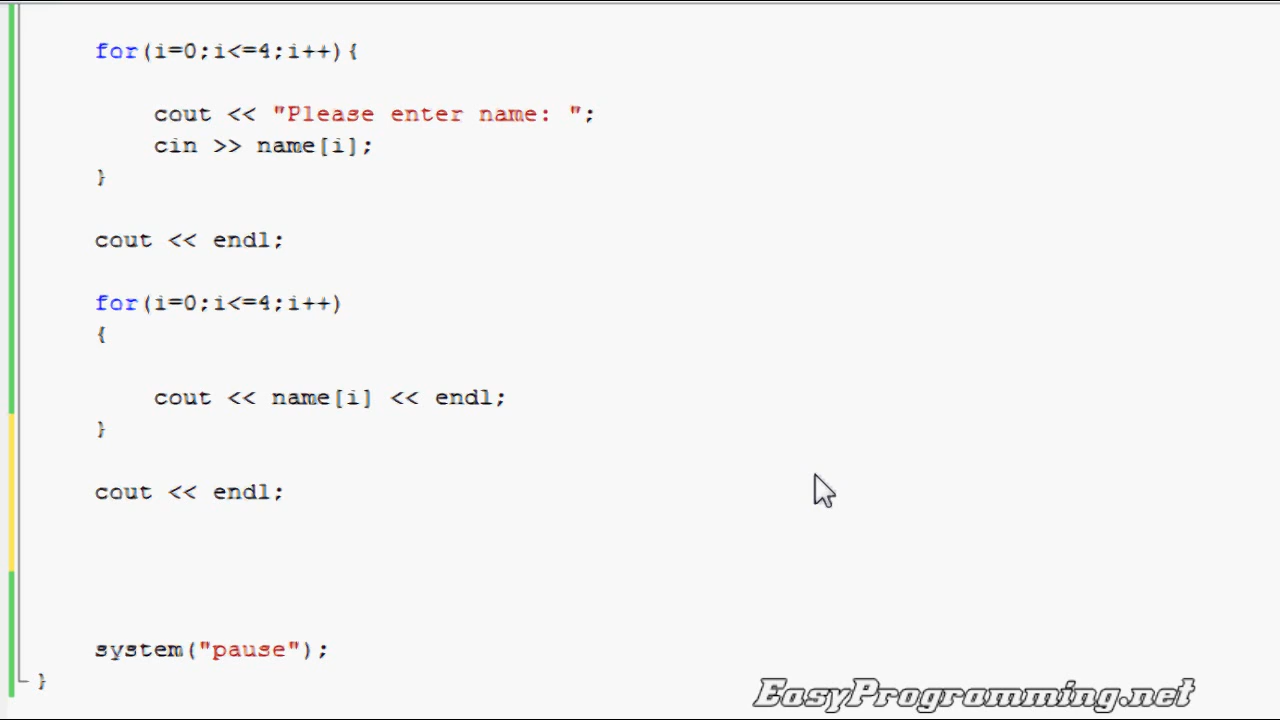 for(i=0;i<=4;i++){
cout << "Please enter name: ";
cin >> name[i];
}
cout << endl;
for(i=0;i<=4;i++)
{
cout << name[i] << endl;
}
cout << endl;
system("pause");
}
EasyProgramming.net